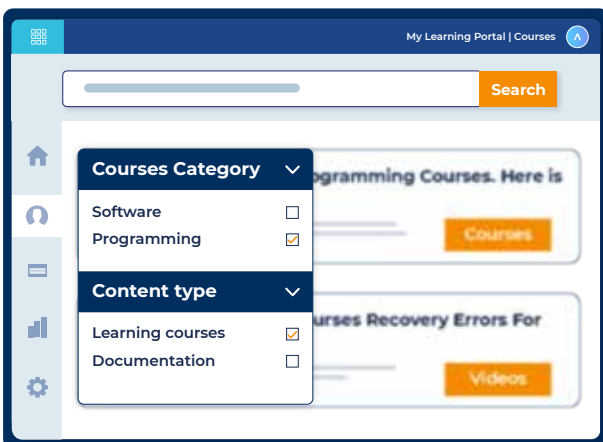 My Learning Portal | Courses
Search
Courses Category
Software
Programming
Content type
Learning courses
Documentation
ogramming Courses. Here is
Courses
urses Recovery Errors For
Videos